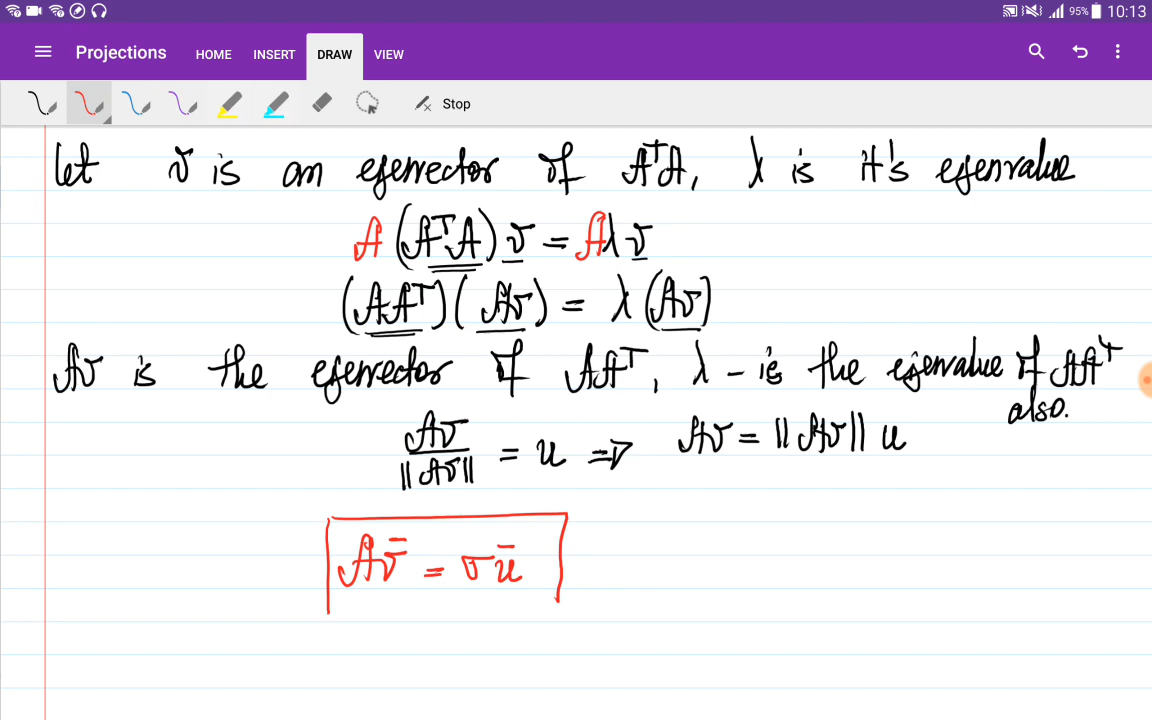 95% 10:13
Projections HOME INSERT DRAW VIEW
Stop
let v is an eigenvector of AᵀA, λ is it's eigenvalue
A (AᵀA) v = Aλ v
(AAᵀ)(Av) = λ (Av)
Av is the eigenvector of AAᵀ, λ - is the eigenvalue of AAᵀ
also.
Av / ||Av|| = u ⇒ Av = ||Av|| u
Av̄ = σū